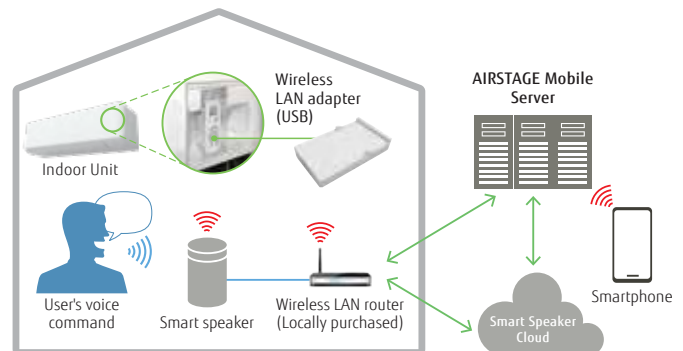 Wireless
LAN adapter
(USB)
AIRSTAGE Mobile
Server
Indoor Unit
User's voice
command
Smart speaker
Wireless LAN router
(Locally purchased)
Smart Speaker
Cloud
Smartphone